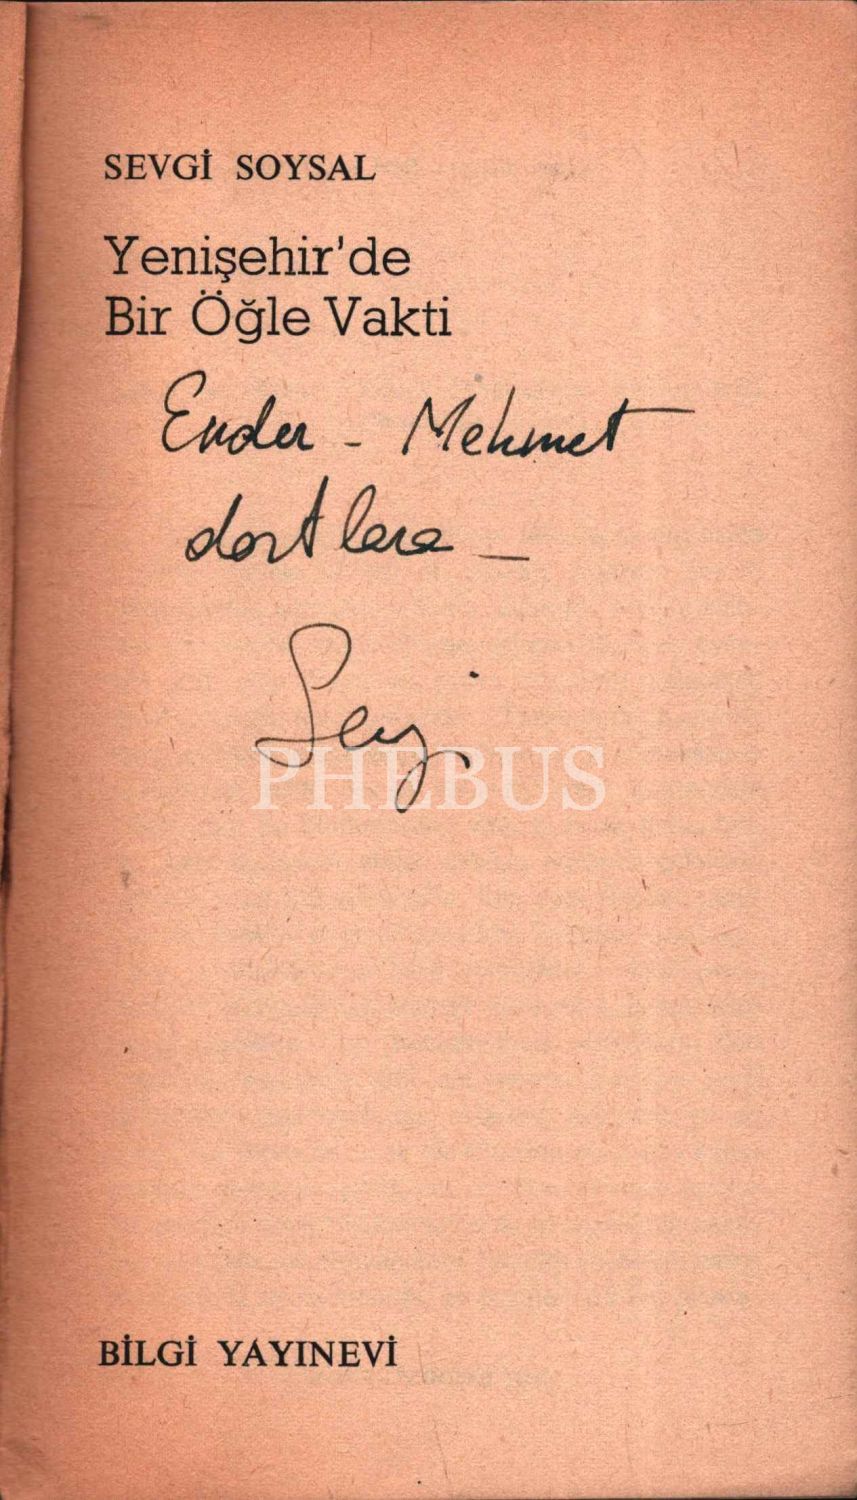 SEVGİ SOYSAL
Yenişehir'de
Bir Öğle Vakti
Ender - Mehmet
dostlara -
Sevgi
PHEBUS
BİLGİ YAYINEVİ